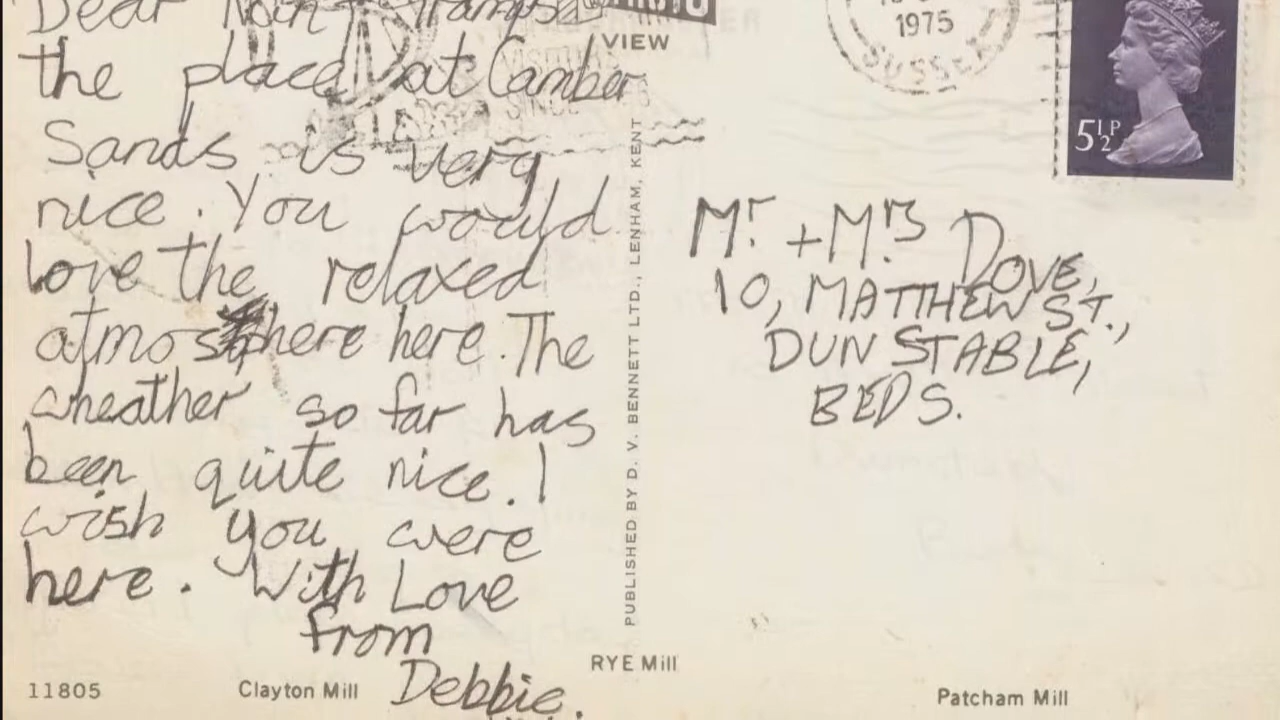 Dear Nan + Gramps
the place at Camber
Sands is very
nice. You would
love the relaxed
atmosphere here. The
wheather so far has
been quite nice. I
wish you were
here. With Love
from
Debbie.
VIEW
PUBLISHED BY D. V. BENNETT LTD., LENHAM, KENT
1975
SUSSEX
5½P
Mr. + Mrs Dove,
10, MATTHEW ST.,
DUNSTABLE,
BEDS.
RYE Mill
11805
Clayton Mill
Patcham Mill